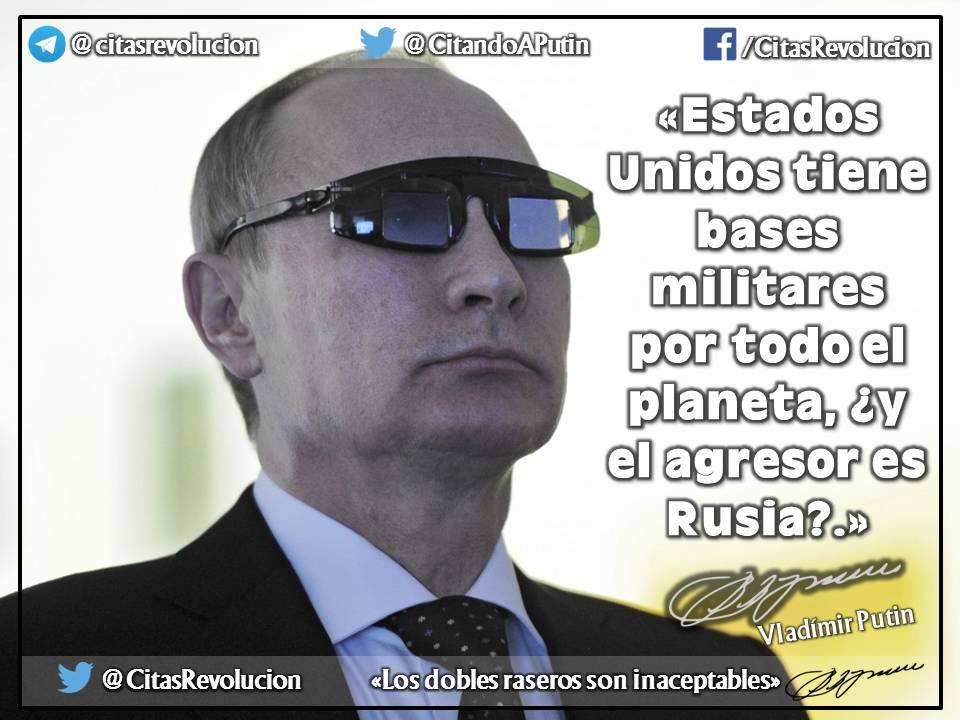 @citasrevolucion
@CitandoAPutin
/CitasRevolucion
«Estados
Unidos tiene
bases
militares
por todo el
planeta, ¿y
el agresor es
Rusia?.»
Vladímir Putin
@CitasRevolucion
«Los dobles raseros son inaceptables»